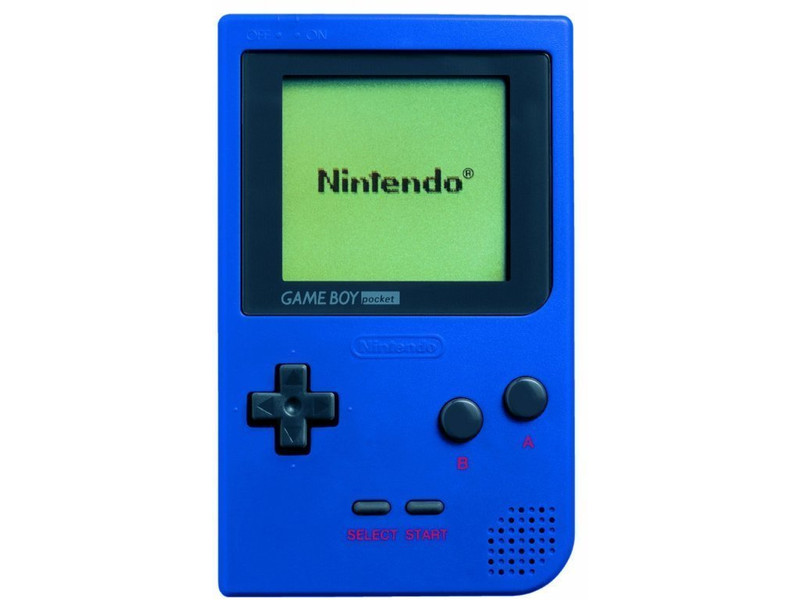 OFF • • ON
Nintendo®
GAME BOY pocket
Nintendo
A
B
SELECT START